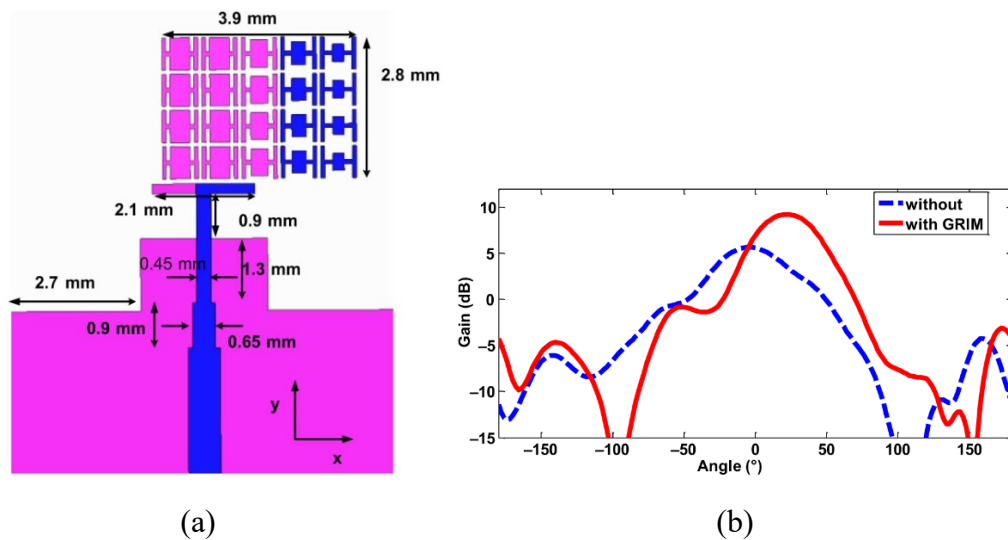 3.9 mm
2.8 mm
2.1 mm
0.9 mm
0.45 mm
1.3 mm
2.7 mm
0.9 mm
0.65 mm
y
x
(a)
without
with GRIM
10
5
0
−5
−10
−15
Gain (dB)
−150 −100 −50 0 50 100 150
Angle (°)
(b)